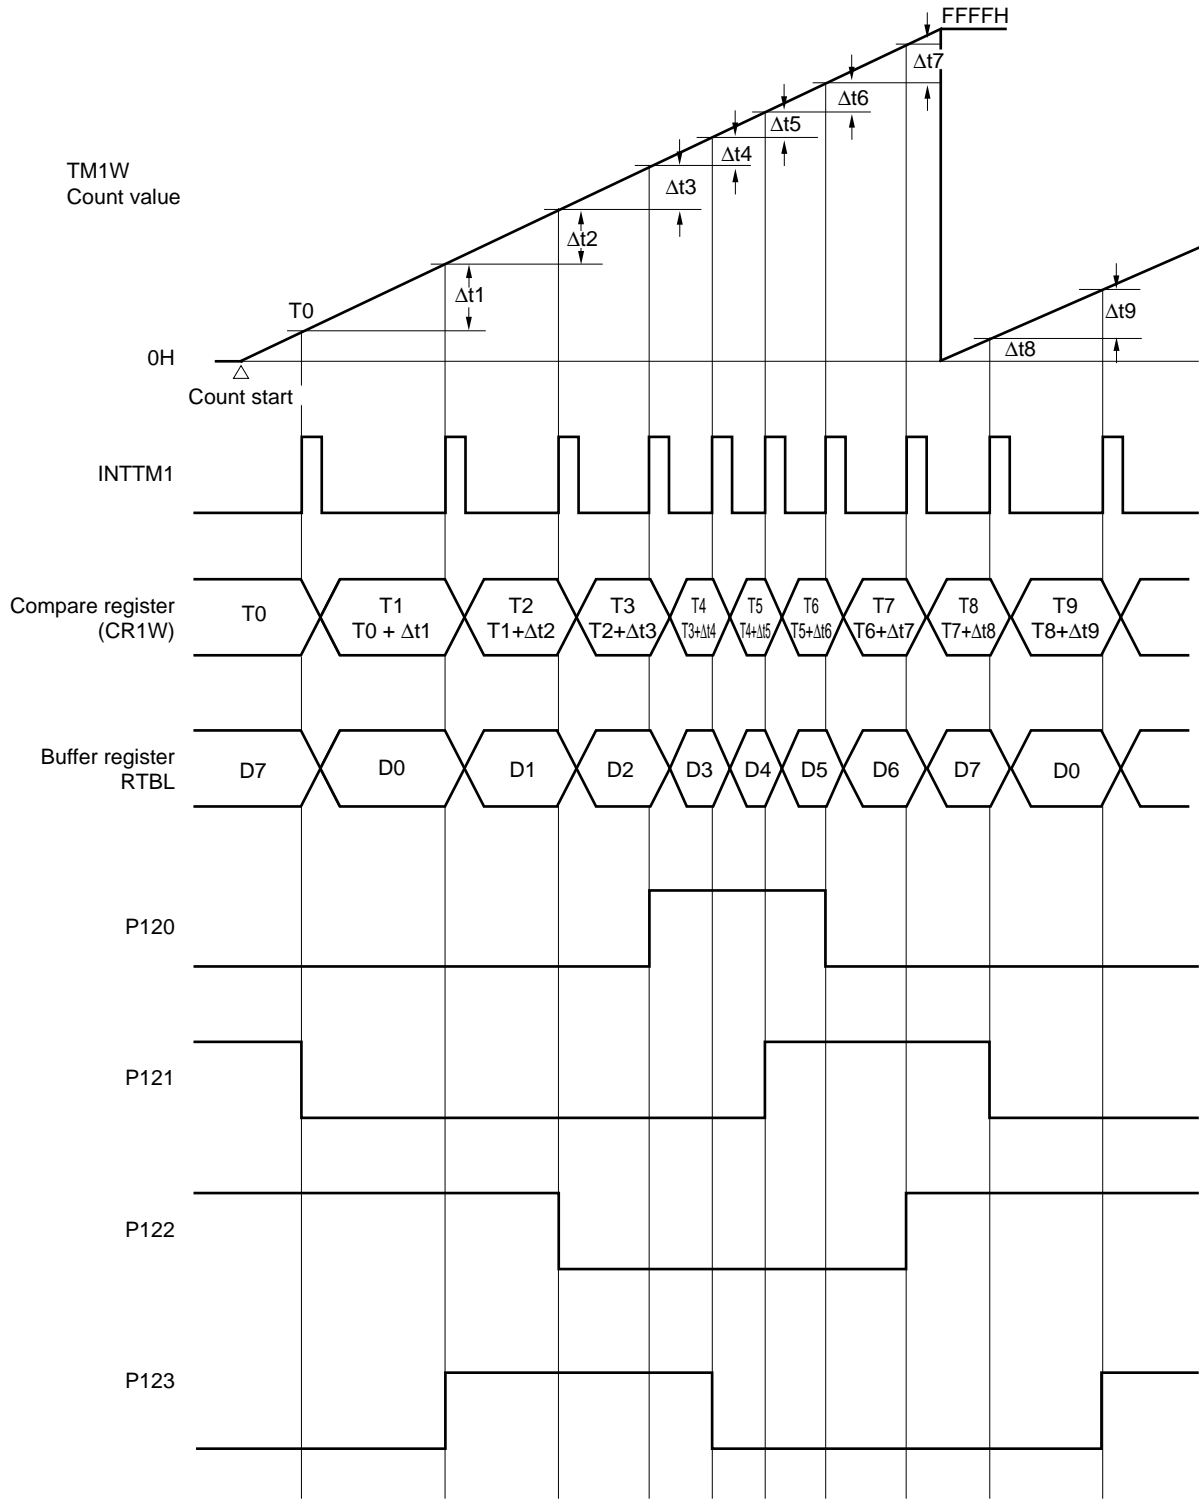 FFFFH
Δt7
Δt6
Δt5
Δt4
TM1W
Count value
Δt3
Δt2
Δt1
T0
Δt9
0H
Δt8
Count start
INTTM1
Compare register
(CR1W)
T0
T1
T0 + Δt1
T2
T1+Δt2
T3
T2+Δt3
T4
T3+Δt4
T5
T4+Δt5
T6
T5+Δt6
T7
T6+Δt7
T8
T7+Δt8
T9
T8+Δt9
Buffer register
RTBL
D7 D0 D1 D2 D3 D4 D5 D6 D7 D0
P120
P121
P122
P123